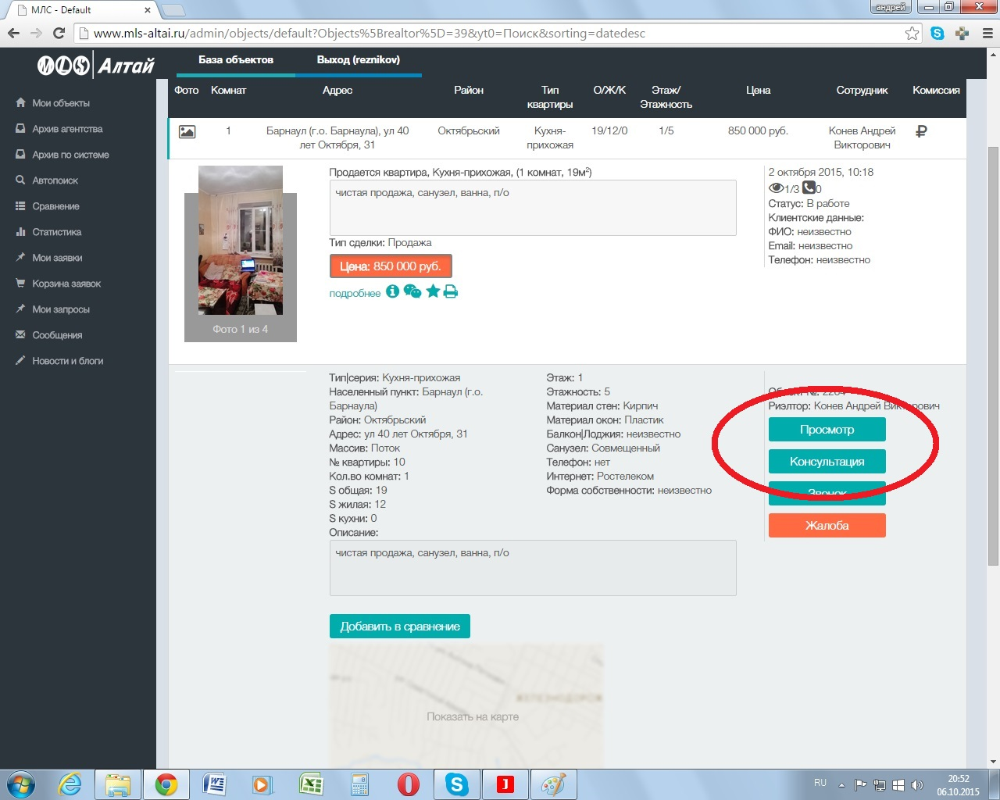 МЛС - Default
андрей
www.mls-altai.ru/admin/objects/default?Objects%5Brealtor%5D=39&yt0=Поиск&sorting=datedesc
MLS Алтай
База объектов
Выход (reznikov)
Мои объекты
Архив агентства
Архив по системе
Автопоиск
Сравнение
Статистика
Мои заявки
Корзина заявок
Мои запросы
Сообщения
Новости и блоги
Фото Комнат Адрес Район Тип квартиры О/Ж/К Этаж/Этажность Цена Сотрудник Комиссия
1 Барнаул (г.о. Барнаула), ул 40 лет Октября, 31 Октябрьский Кухня-прихожая 19/12/0 1/5 850 000 руб. Конев Андрей Викторович
Фото 1 из 4
Продается квартира, Кухня-прихожая, (1 комнат, 19м²)
чистая продажа, санузел, ванна, п/о
Тип сделки: Продажа
Цена: 850 000 руб.
подробнее
2 октября 2015, 10:18
1/3 0
Статус: В работе
Клиентские данные:
ФИО: неизвестно
Email: неизвестно
Телефон: неизвестно
Тип|серия: Кухня-прихожая
Населенный пункт: Барнаул (г.о.
Барнаула)
Район: Октябрьский
Адрес: ул 40 лет Октября, 31
Массив: Поток
№ квартиры: 10
Кол.во комнат: 1
S общая: 19
S жилая: 12
S кухни: 0
Описание:
чистая продажа, санузел, ванна, п/о
Этаж: 1
Этажность: 5
Материал стен: Кирпич
Материал окон: Пластик
Балкон|Лоджия: неизвестно
Санузел: Совмещенный
Телефон: нет
Интернет: Ростелеком
Форма собственности: неизвестно
Риэлтор: Конев Андрей Викторович
Просмотр
Консультация
Звонок
Жалоба
Добавить в сравнение
Показать на карте
RU
20:52
06.10.2015